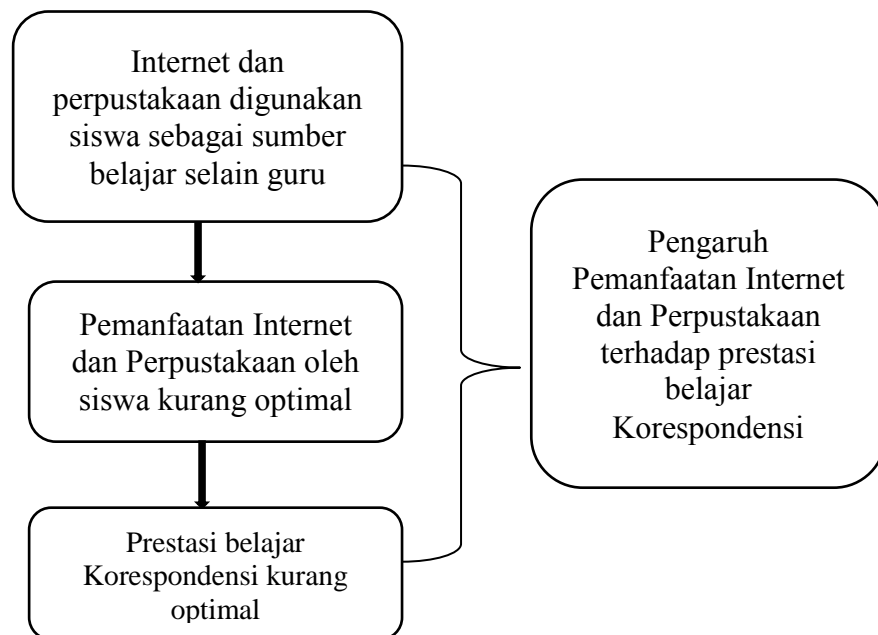 Internet dan
perpustakaan digunakan
siswa sebagai sumber
belajar selain guru
Pemanfaatan Internet
dan Perpustakaan oleh
siswa kurang optimal
Prestasi belajar
Korespondensi kurang
optimal
Pengaruh
Pemanfaatan Internet
dan Perpustakaan
terhadap prestasi
belajar
Korespondensi